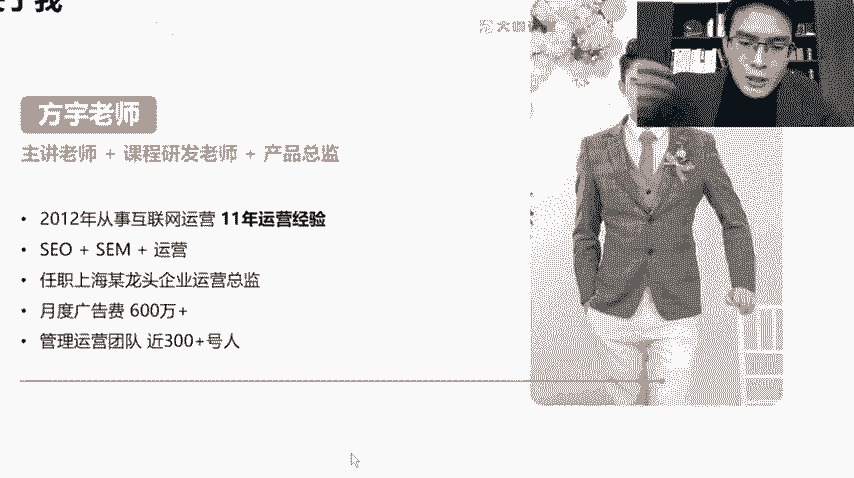 关于我
方宇老师
主讲老师 + 课程研发老师 + 产品总监
• 2012年从事互联网运营 11年运营经验
• SEO + SEM + 运营
• 任职上海某龙头企业运营总监
• 月度广告费 600万+
• 管理运营团队 近300+号人